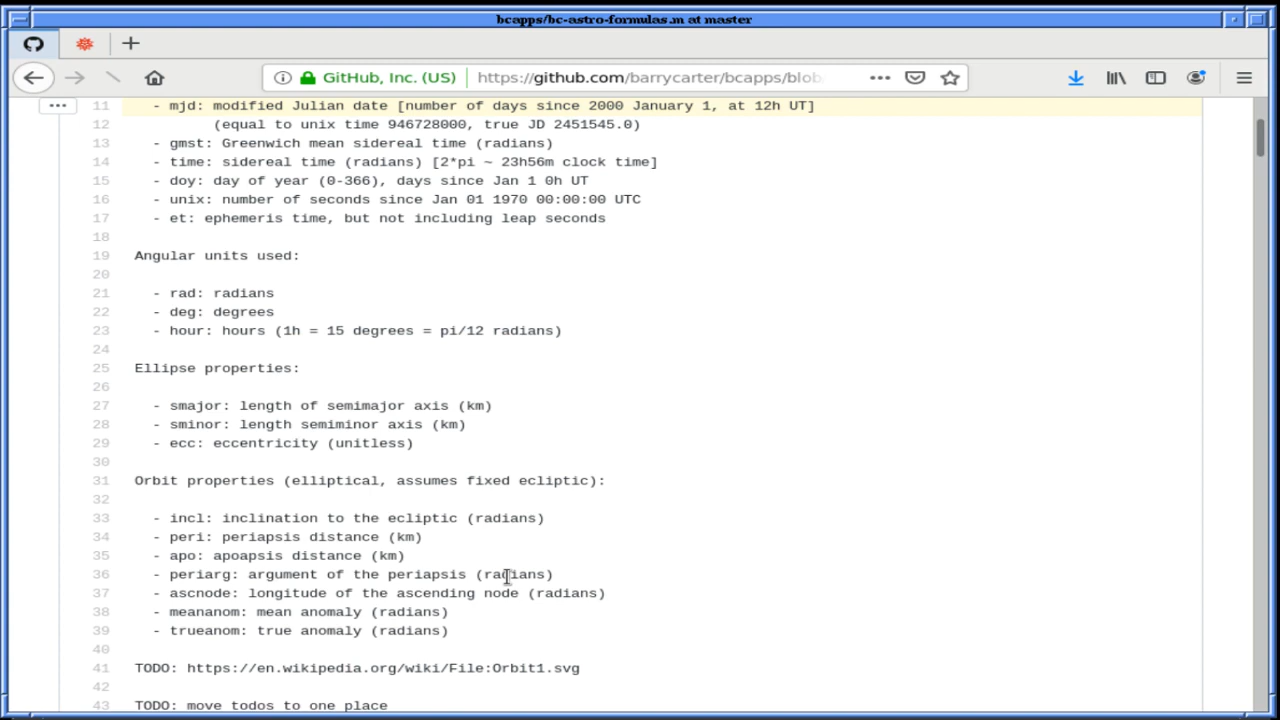 bcapps/bc-astro-formulas.m at master
GitHub, Inc. (US)
https://github.com/barrycarter/bcapps/blob
11 - mjd: modified Julian date [number of days since 2000 January 1, at 12h UT]
12 (equal to unix time 946728000, true JD 2451545.0)
13 - gmst: Greenwich mean sidereal time (radians)
14 - time: sidereal time (radians) [2*pi ~ 23h56m clock time]
15 - doy: day of year (0-366), days since Jan 1 0h UT
16 - unix: number of seconds since Jan 01 1970 00:00:00 UTC
17 - et: ephemeris time, but not including leap seconds
18
19 Angular units used:
20
21 - rad: radians
22 - deg: degrees
23 - hour: hours (1h = 15 degrees = pi/12 radians)
24
25 Ellipse properties:
26
27 - smajor: length of semimajor axis (km)
28 - sminor: length semiminor axis (km)
29 - ecc: eccentricity (unitless)
30
31 Orbit properties (elliptical, assumes fixed ecliptic):
32
33 - incl: inclination to the ecliptic (radians)
34 - peri: periapsis distance (km)
35 - apo: apoapsis distance (km)
36 - periarg: argument of the periapsis (radians)
37 - ascnode: longitude of the ascending node (radians)
38 - meananom: mean anomaly (radians)
39 - trueanom: true anomaly (radians)
40
41 TODO: https://en.wikipedia.org/wiki/File:Orbit1.svg
42
43 TODO: move todos to one place